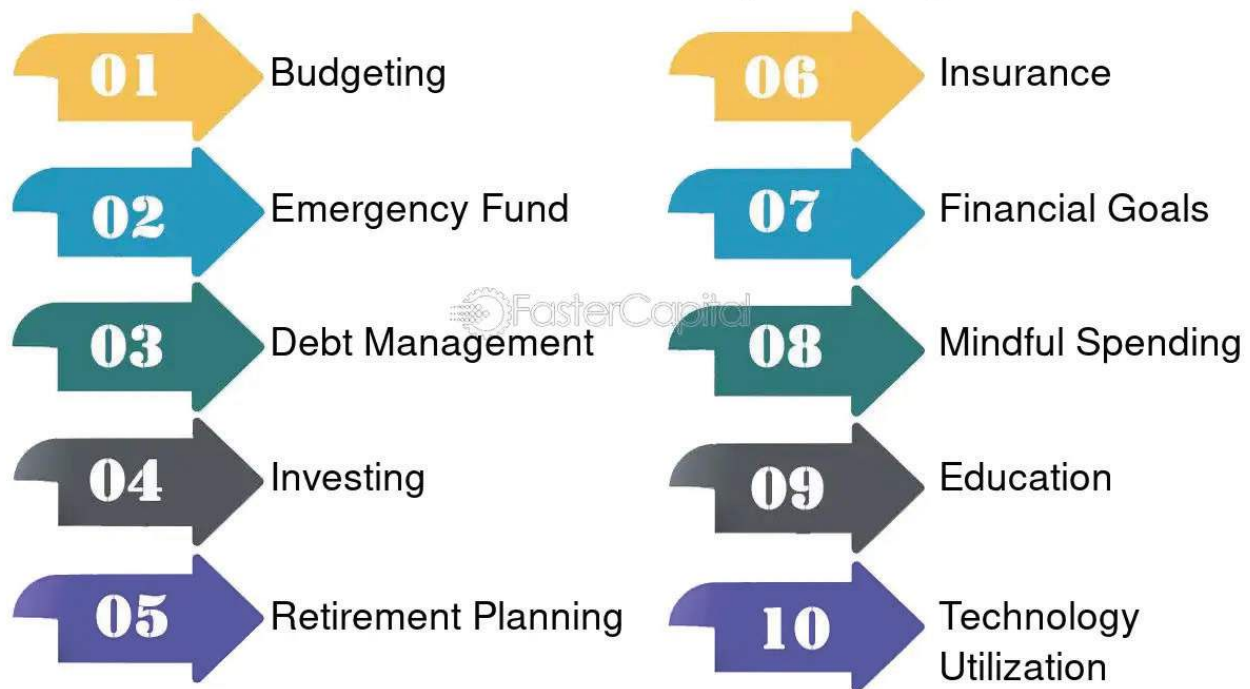 01 Budgeting
02 Emergency Fund
03 Debt Management
04 Investing
05 Retirement Planning
06 Insurance
07 Financial Goals
FasterCapital
08 Mindful Spending
09 Education
10 Technology
Utilization